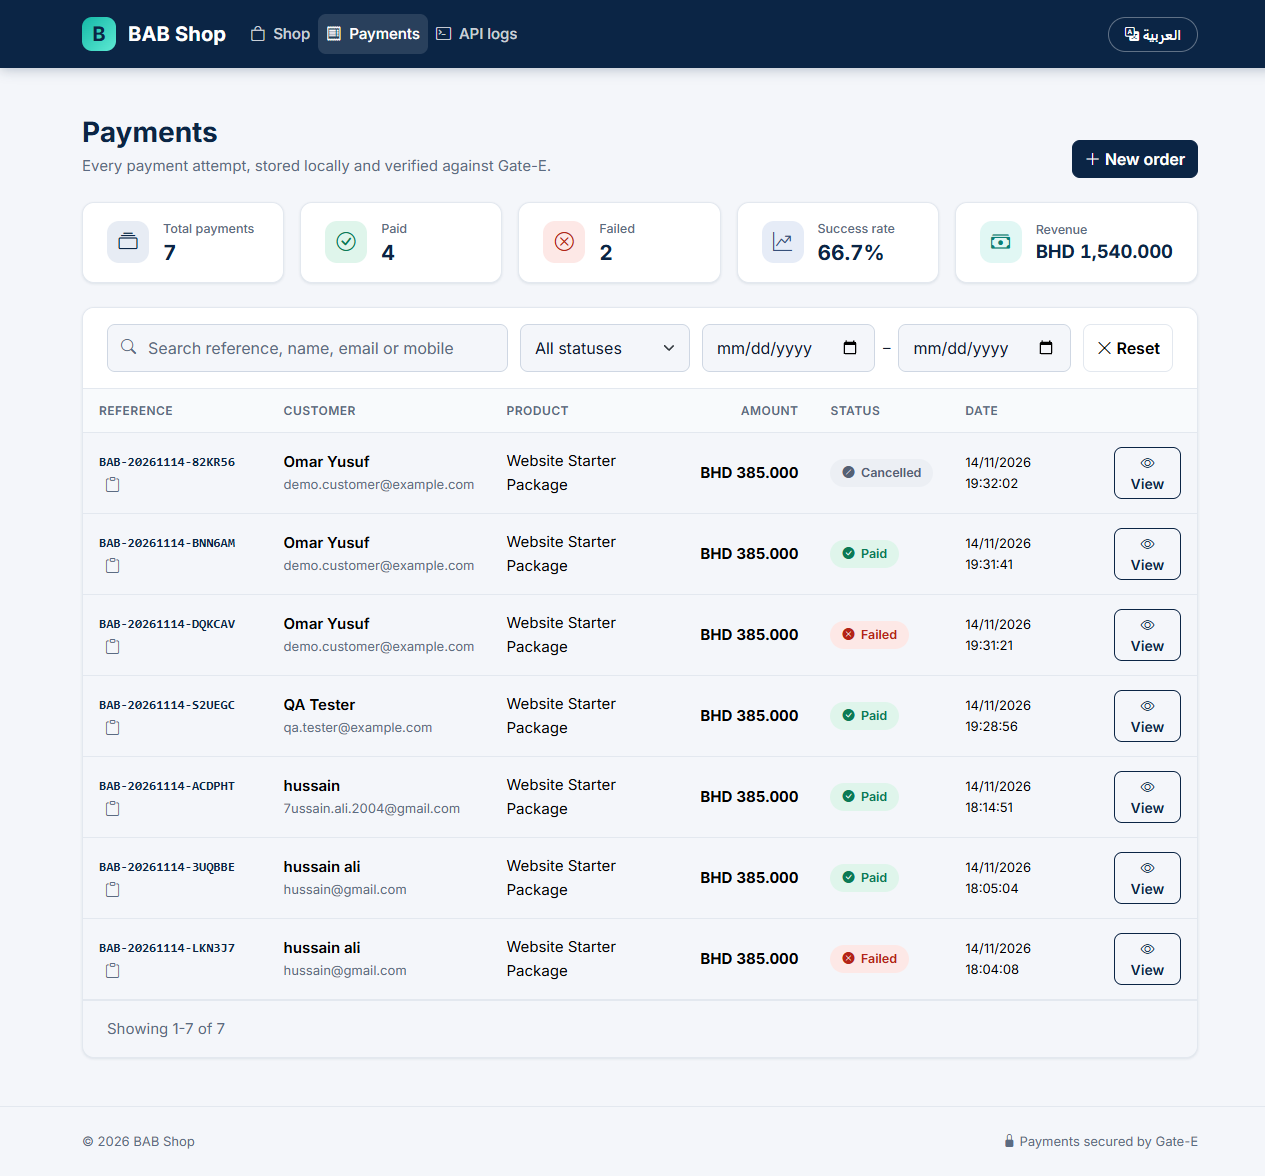 B BAB Shop Shop Payments API logs العربية
Payments
Every payment attempt, stored locally and verified against Gate-E.
+ New order
Total payments
7
Paid
4
Failed
2
Success rate
66.7%
Revenue
BHD 1,540.000
Search reference, name, email or mobile All statuses mm/dd/yyyy – mm/dd/yyyy Reset
REFERENCE CUSTOMER PRODUCT AMOUNT STATUS DATE
BAB-20261114-82KR56 Omar Yusuf Website Starter Package BHD 385.000 Cancelled 14/11/2026 View
demo.customer@example.com 19:32:02
BAB-20261114-BNN6AM Omar Yusuf Website Starter Package BHD 385.000 Paid 14/11/2026 View
demo.customer@example.com 19:31:41
BAB-20261114-DQKCAV Omar Yusuf Website Starter Package BHD 385.000 Failed 14/11/2026 View
demo.customer@example.com 19:31:21
BAB-20261114-S2UEGC QA Tester Website Starter Package BHD 385.000 Paid 14/11/2026 View
qa.tester@example.com 19:28:56
BAB-20261114-ACDPHT hussain Website Starter Package BHD 385.000 Paid 14/11/2026 View
7ussain.ali.2004@gmail.com 18:14:51
BAB-20261114-3UQBBE hussain ali Website Starter Package BHD 385.000 Paid 14/11/2026 View
hussain@gmail.com 18:05:04
BAB-20261114-LKN3J7 hussain ali Website Starter Package BHD 385.000 Failed 14/11/2026 View
hussain@gmail.com 18:04:08
Showing 1-7 of 7
© 2026 BAB Shop Payments secured by Gate-E